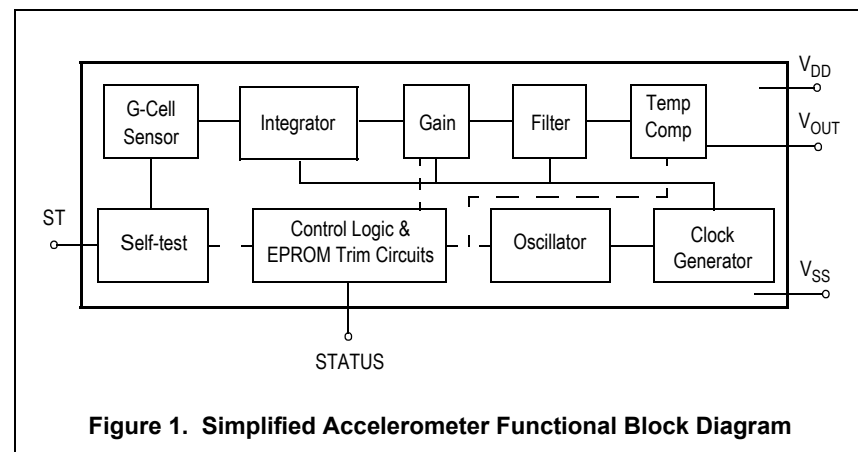 V_DD
G-Cell
Sensor
Integrator
Gain
Filter
Temp
Comp
V_OUT
ST
Self-test
Control Logic &
EPROM Trim Circuits
Oscillator
Clock
Generator
V_SS
STATUS
Figure 1. Simplified Accelerometer Functional Block Diagram